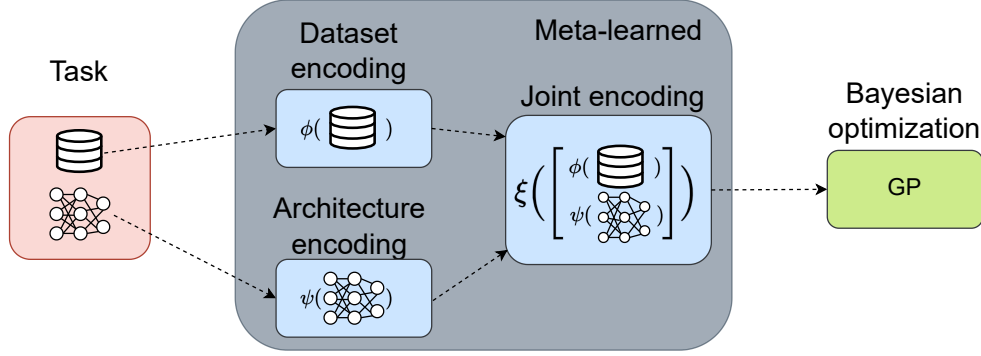 Task
Dataset
encoding
ϕ( )
Architecture
encoding
ψ( )
Meta-learned
Joint encoding
ξ([ϕ( )
ψ( )])
Bayesian
optimization
GP